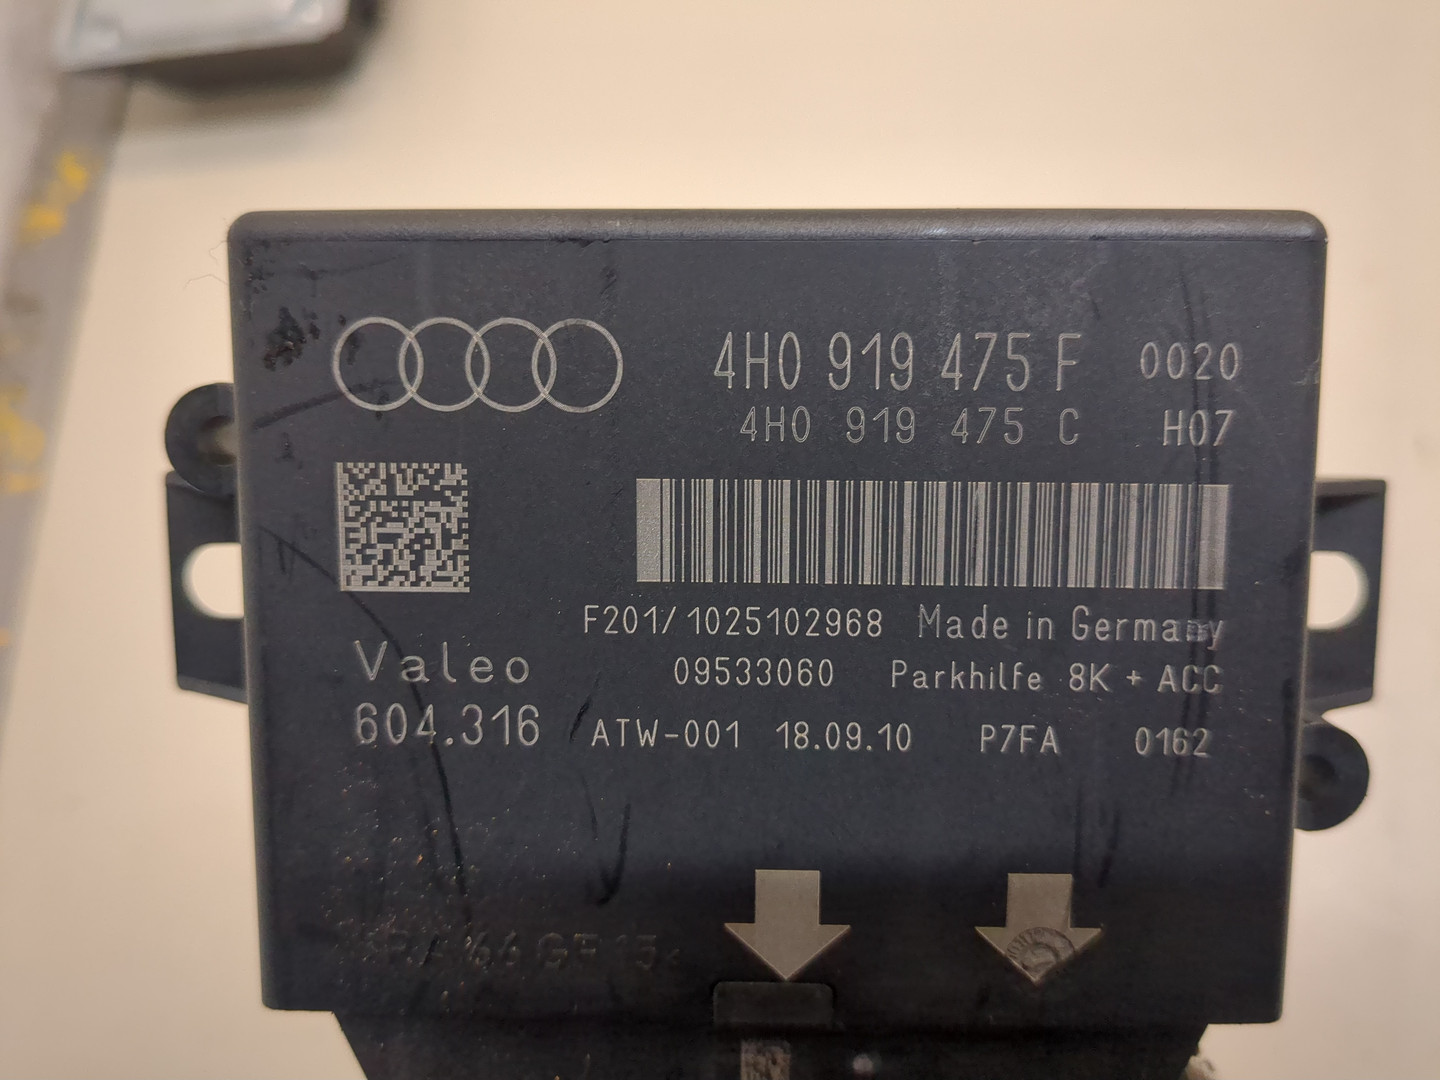 4H0 919 475 F 0020
4H0 919 475 C H07
F201/1025102968 Made in Germany
Valeo 09533060 Parkhilfe 8K + ACC
604.316 ATW-001 18.09.10 P7FA 0162